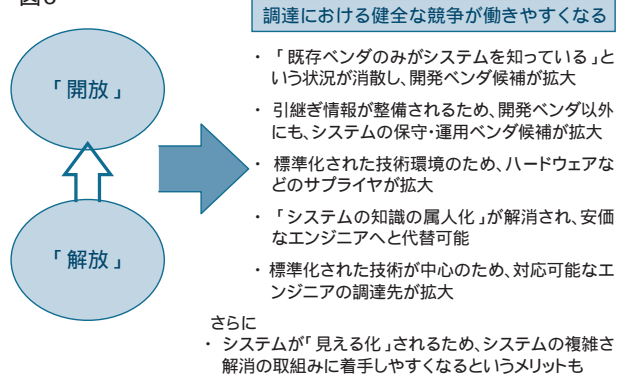 調達における健全な競争が働きやすくなる
「開放」
「解放」
・「既存ベンダのみがシステムを知っている」と
いう状況が消散し、開発ベンダ候補が拡大
・ 引継ぎ情報が整備されるため、開発ベンダ以外
にも、システムの保守・運用ベンダ候補が拡大
・ 標準化された技術環境のため、ハードウェアな
どのサプライヤが拡大
・ 「システムの知識の属人化」が解消され、安価
なエンジニアへと代替可能
・標準化された技術が中心のため、対応可能なエ
ンジニアの調達先が拡大
さらに
・ システムが「見える化」されるため、システムの複雑さ
解消の取組みに着手しやすくなるというメリットも